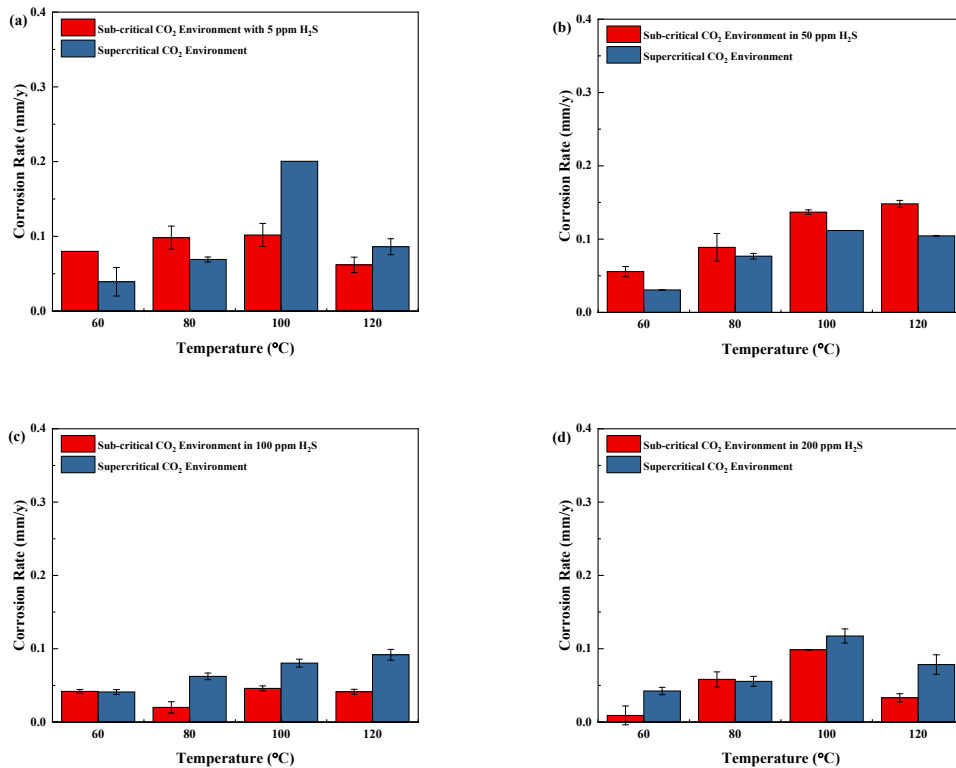 (a)
Sub-critical CO₂ Environment with 5 ppm H₂S
Supercritical CO₂ Environment
Corrosion Rate (mm/y)
0.4
0.3
0.2
0.1
0.0
60 80 100 120
Temperature (°C)
(b)
Sub-critical CO₂ Environment in 50 ppm H₂S
Supercritical CO₂ Environment
Corrosion Rate (mm/y)
0.4
0.3
0.2
0.1
0.0
60 80 100 120
Temperature (°C)
(c)
Sub-critical CO₂ Environment in 100 ppm H₂S
Supercritical CO₂ Environment
Corrosion Rate (mm/y)
0.4
0.3
0.2
0.1
0.0
60 80 100 120
Temperature (°C)
(d)
Sub-critical CO₂ Environment in 200 ppm H₂S
Supercritical CO₂ Environment
Corrosion Rate (mm/y)
0.4
0.3
0.2
0.1
0.0
60 80 100 120
Temperature (°C)